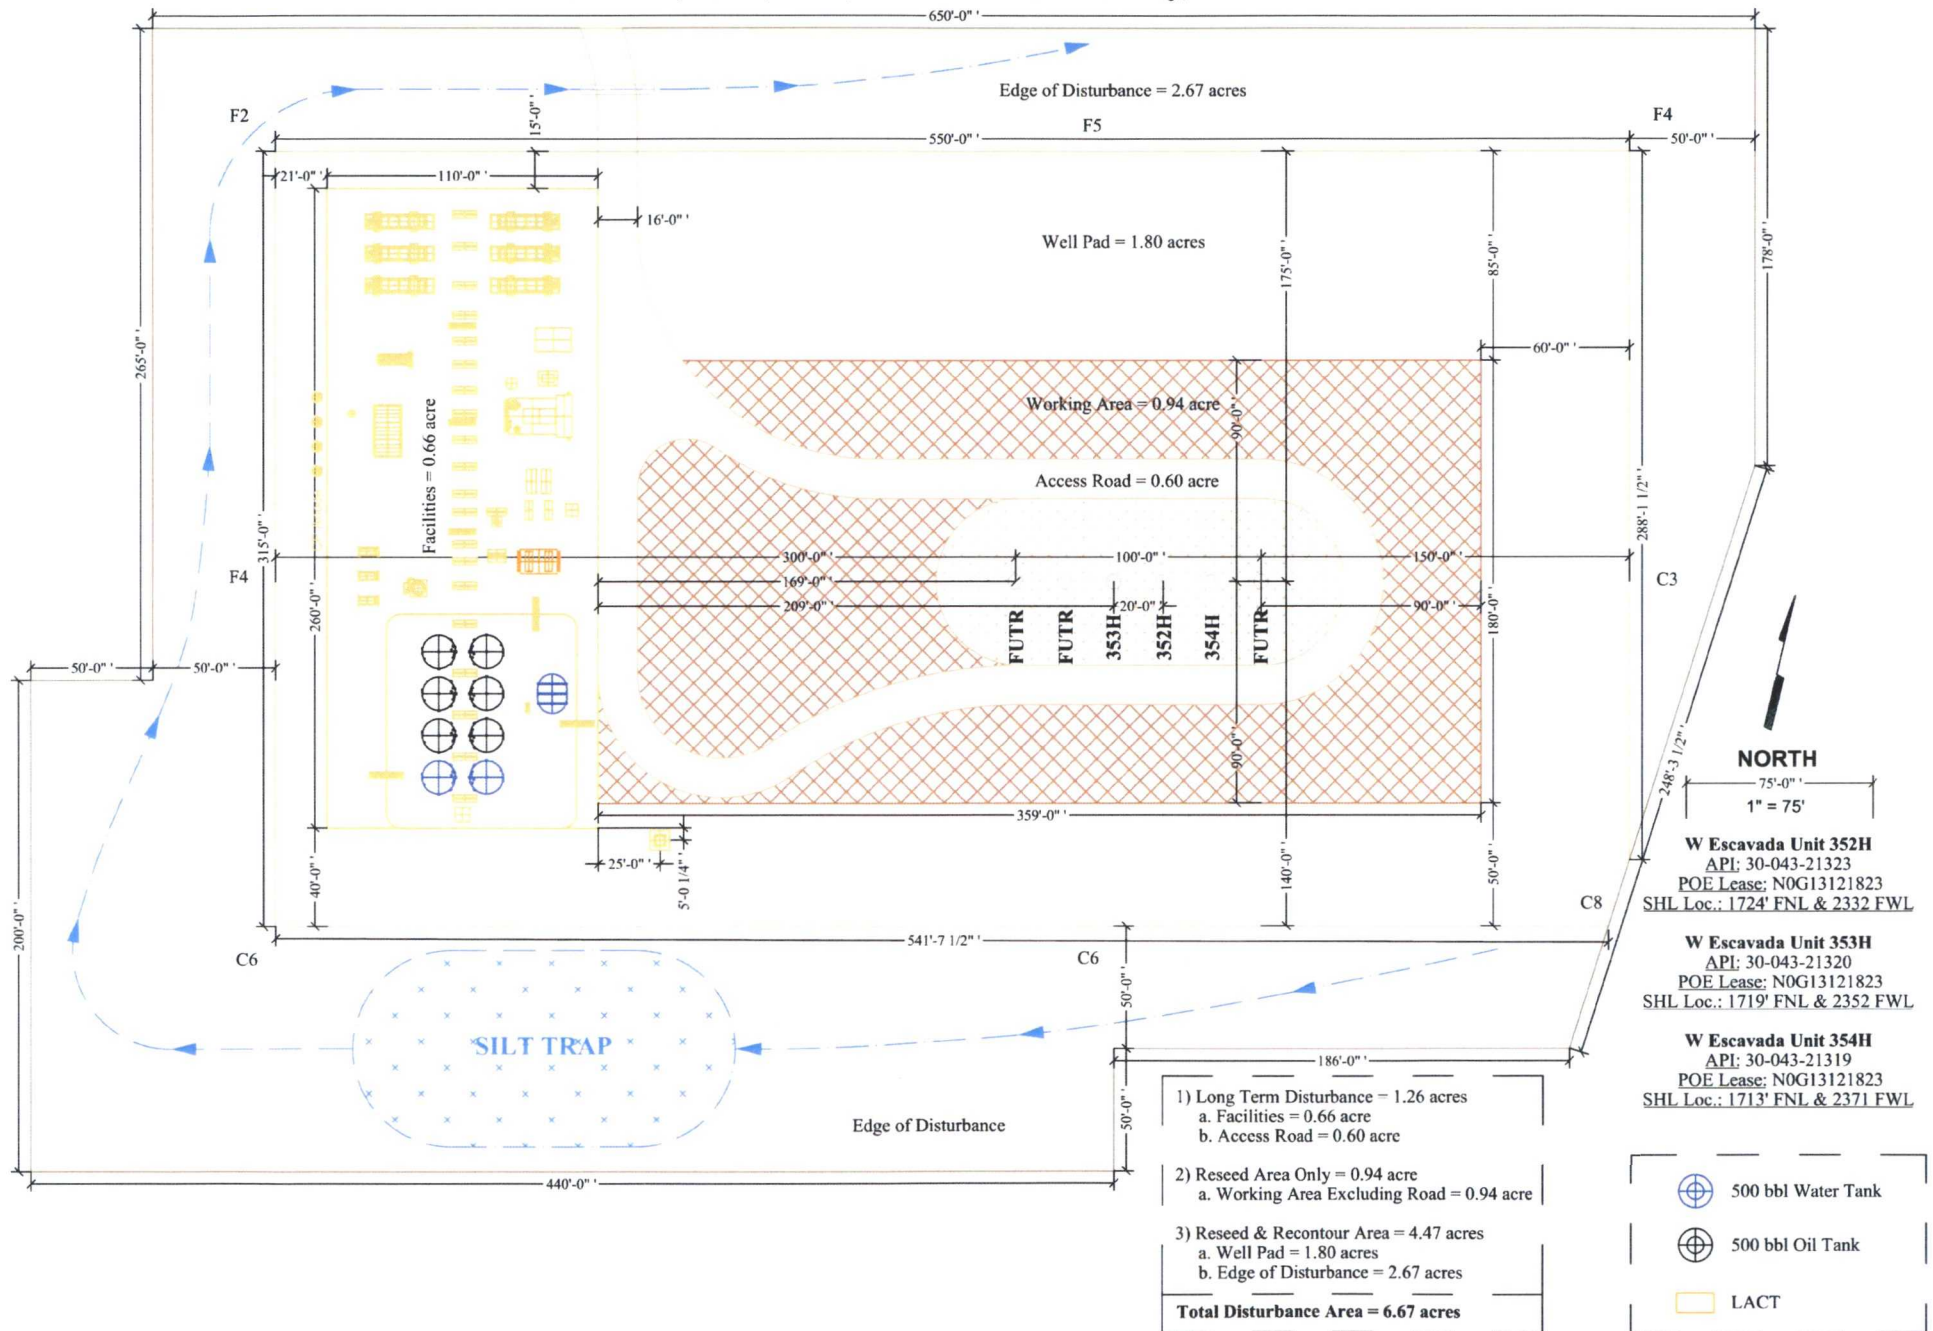 650'-0" '
Edge of Disturbance = 2.67 acres
F2
15'-0" '
550'-0" '
F5
F4
50'-0" '
21'-0" '
110'-0" '
16'-0" '
Well Pad = 1.80 acres
175'-0" '
85'-0" '
178'-0" '
265'-0" '
60'-0" '
Working Area = 0.94 acre
90'-0" '
Facilities = 0.66 acre
Access Road = 0.60 acre
288'-1 1/2" '
315'-0" '
F4
300'-0" '
100'-0" '
150'-0" '
169'-0" '
C3
260'-0" '
209'-0" '
20'-0" '
90'-0" '
FUTR
FUTR
353H
352H
354H
FUTR
180'-0" '
50'-0" '
50'-0" '
90'-0" '
248'-3 1/2" '
359'-0" '
25'-0" '
5'-0 1/4" '
40'-0" '
140'-0" '
50'-0" '
200'-0" '
C8
541'-7 1/2" '
C6
C6
50'-0" '
SILT TRAP
186'-0" '
50'-0" '
Edge of Disturbance
440'-0" '
NORTH
75'-0" '
1" = 75'
W Escavada Unit 352H
API: 30-043-21323
POE Lease: N0G13121823
SHL Loc.: 1724' FNL & 2332 FWL
W Escavada Unit 353H
API: 30-043-21320
POE Lease: N0G13121823
SHL Loc.: 1719' FNL & 2352 FWL
W Escavada Unit 354H
API: 30-043-21319
POE Lease: N0G13121823
SHL Loc.: 1713' FNL & 2371 FWL
1) Long Term Disturbance = 1.26 acres
a. Facilities = 0.66 acre
b. Access Road = 0.60 acre
2) Reseed Area Only = 0.94 acre
a. Working Area Excluding Road = 0.94 acre
3) Reseed & Recontour Area = 4.47 acres
a. Well Pad = 1.80 acres
b. Edge of Disturbance = 2.67 acres
Total Disturbance Area = 6.67 acres
500 bbl Water Tank
500 bbl Oil Tank
LACT